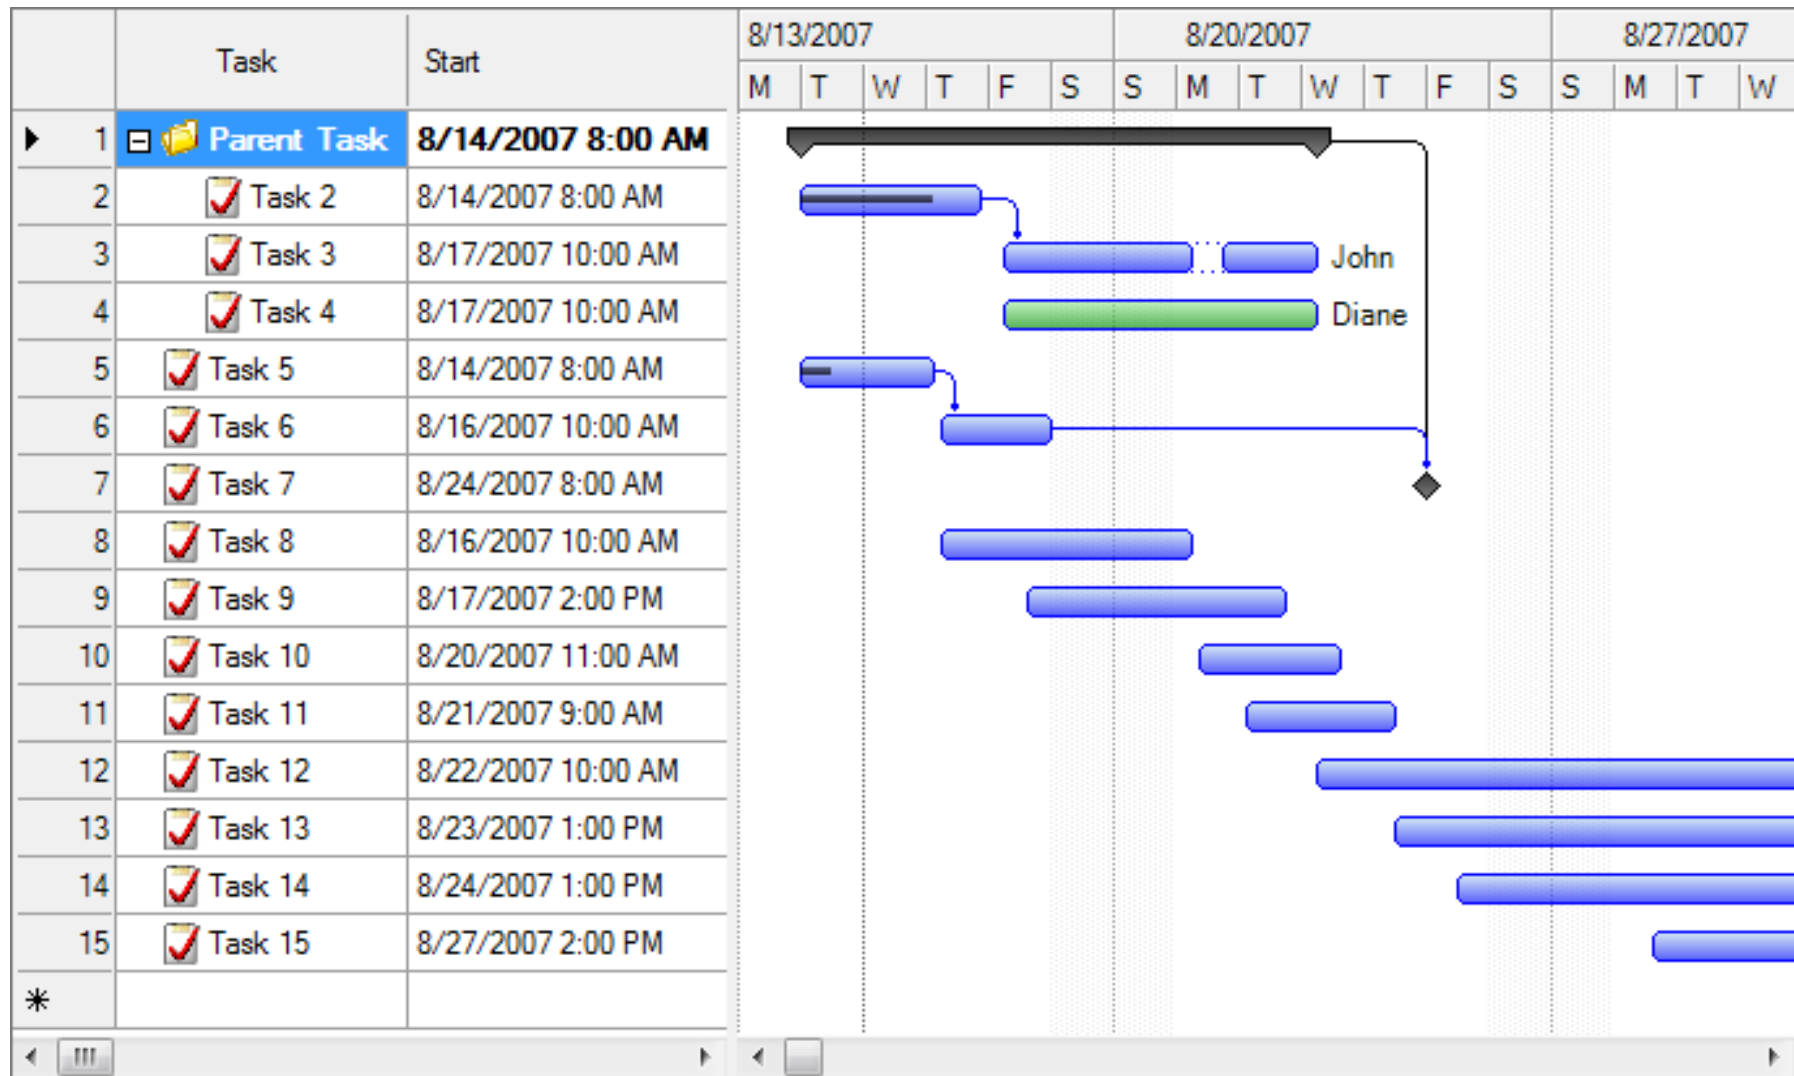 8/13/2007 8/20/2007 8/27/2007
Task Start
M T W T F S S M T W T F S S M T W
1 Parent Task 8/14/2007 8:00 AM
2 Task 2 8/14/2007 8:00 AM
3 Task 3 8/17/2007 10:00 AM John
4 Task 4 8/17/2007 10:00 AM Diane
5 Task 5 8/14/2007 8:00 AM
6 Task 6 8/16/2007 10:00 AM
7 Task 7 8/24/2007 8:00 AM
8 Task 8 8/16/2007 10:00 AM
9 Task 9 8/17/2007 2:00 PM
10 Task 10 8/20/2007 11:00 AM
11 Task 11 8/21/2007 9:00 AM
12 Task 12 8/22/2007 10:00 AM
13 Task 13 8/23/2007 1:00 PM
14 Task 14 8/24/2007 1:00 PM
15 Task 15 8/27/2007 2:00 PM